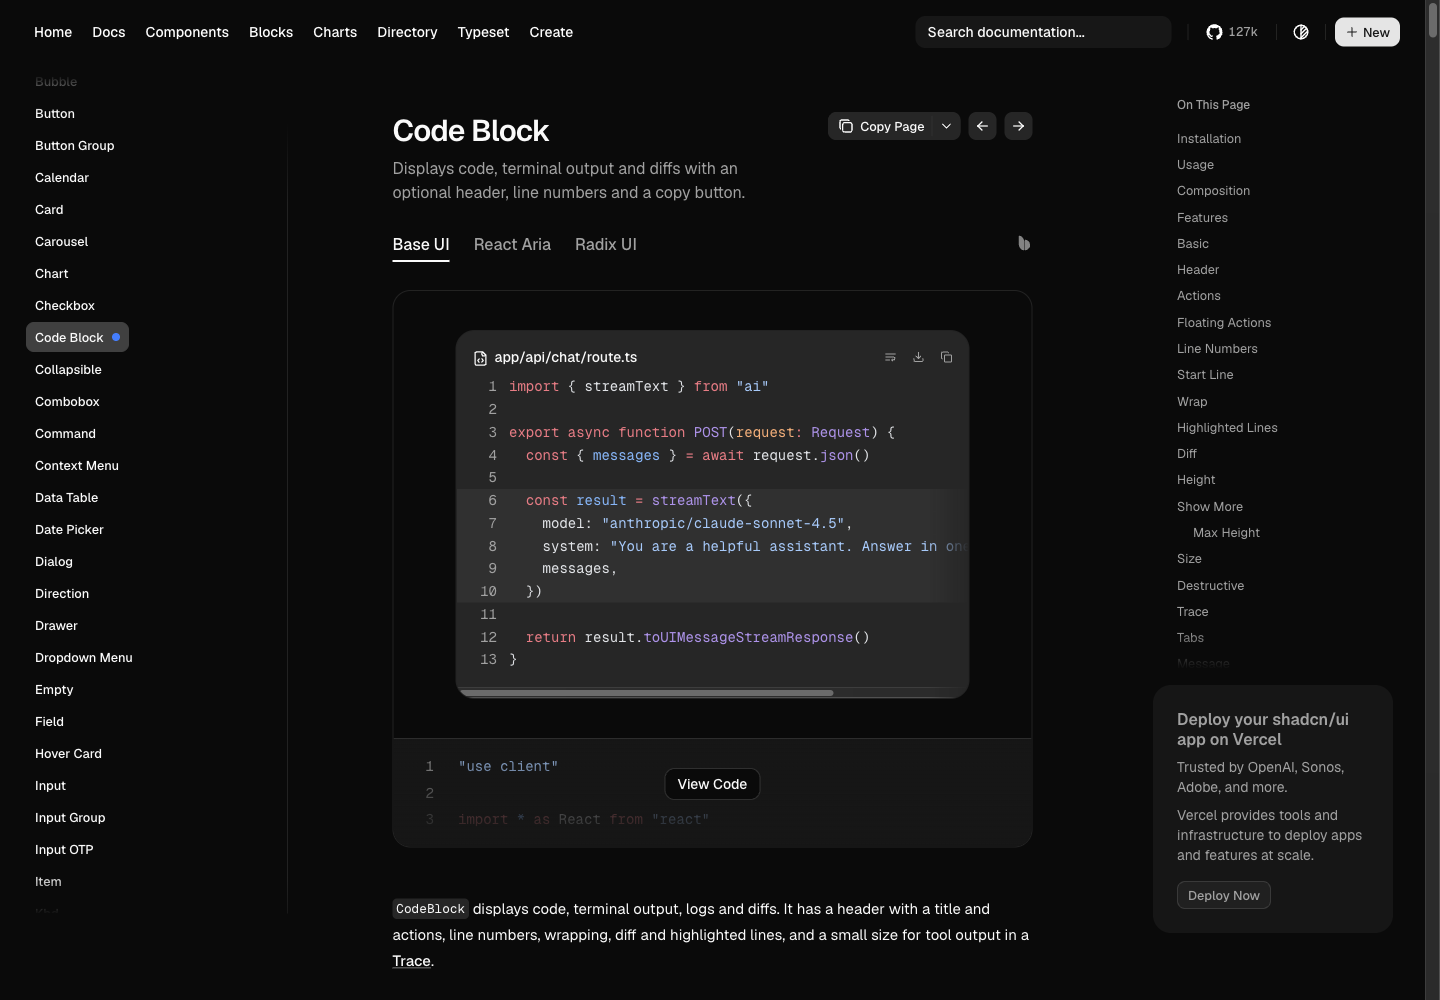 Home Docs Components Blocks Charts Directory Typeset Create
Search documentation...
127k
New
Bubble
Button
Button Group
Calendar
Card
Carousel
Chart
Checkbox
Code Block
Collapsible
Combobox
Command
Context Menu
Data Table
Date Picker
Dialog
Direction
Drawer
Dropdown Menu
Empty
Field
Hover Card
Input
Input Group
Input OTP
Item
Code Block
Copy Page
Displays code, terminal output and diffs with an
optional header, line numbers and a copy button.
Base UI React Aria Radix UI
app/api/chat/route.ts
1 import { streamText } from "ai"
2
3 export async function POST(request: Request) {
4   const { messages } = await request.json()
5
6   const result = streamText({
7     model: "anthropic/claude-sonnet-4.5",
8     system: "You are a helpful assistant. Answer in one
9     messages,
10   })
11
12   return result.toUIMessageStreamResponse()
13 }
1 "use client"
2
View Code
3 import * as React from "react"
CodeBlock displays code, terminal output, logs and diffs. It has a header with a title and
actions, line numbers, wrapping, diff and highlighted lines, and a small size for tool output in a
Trace.
On This Page
Installation
Usage
Composition
Features
Basic
Header
Actions
Floating Actions
Line Numbers
Start Line
Wrap
Highlighted Lines
Diff
Height
Show More
Max Height
Size
Destructive
Trace
Tabs
Message
Deploy your shadcn/ui
app on Vercel
Trusted by OpenAI, Sonos,
Adobe, and more.
Vercel provides tools and
infrastructure to deploy apps
and features at scale.
Deploy Now